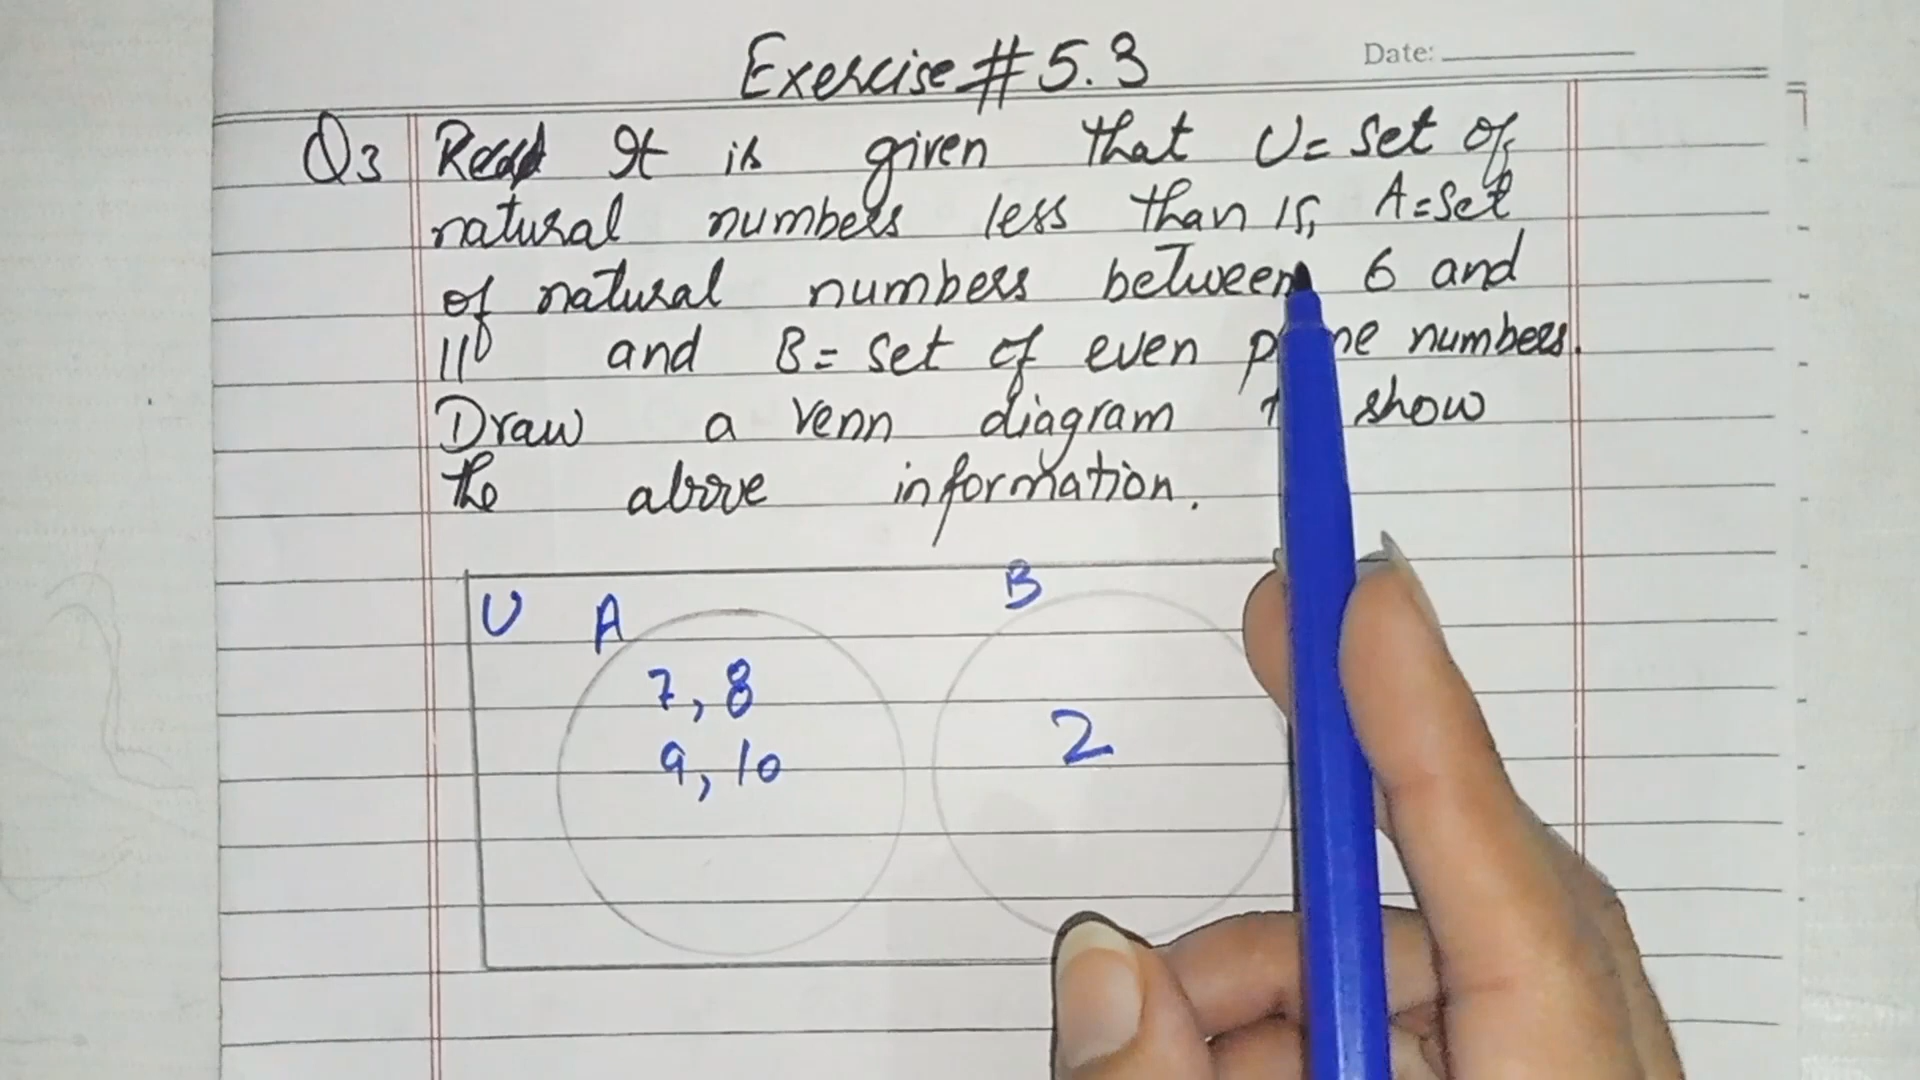 Exercise # 5.3
Date:
Q3 It is given that U = Set of
natural numbers less than 15, A = Set
of natural numbers between 6 and
11 and B = Set of even numbers.
Draw a venn diagram show
the above information.
U A B
7, 8
9, 10
2